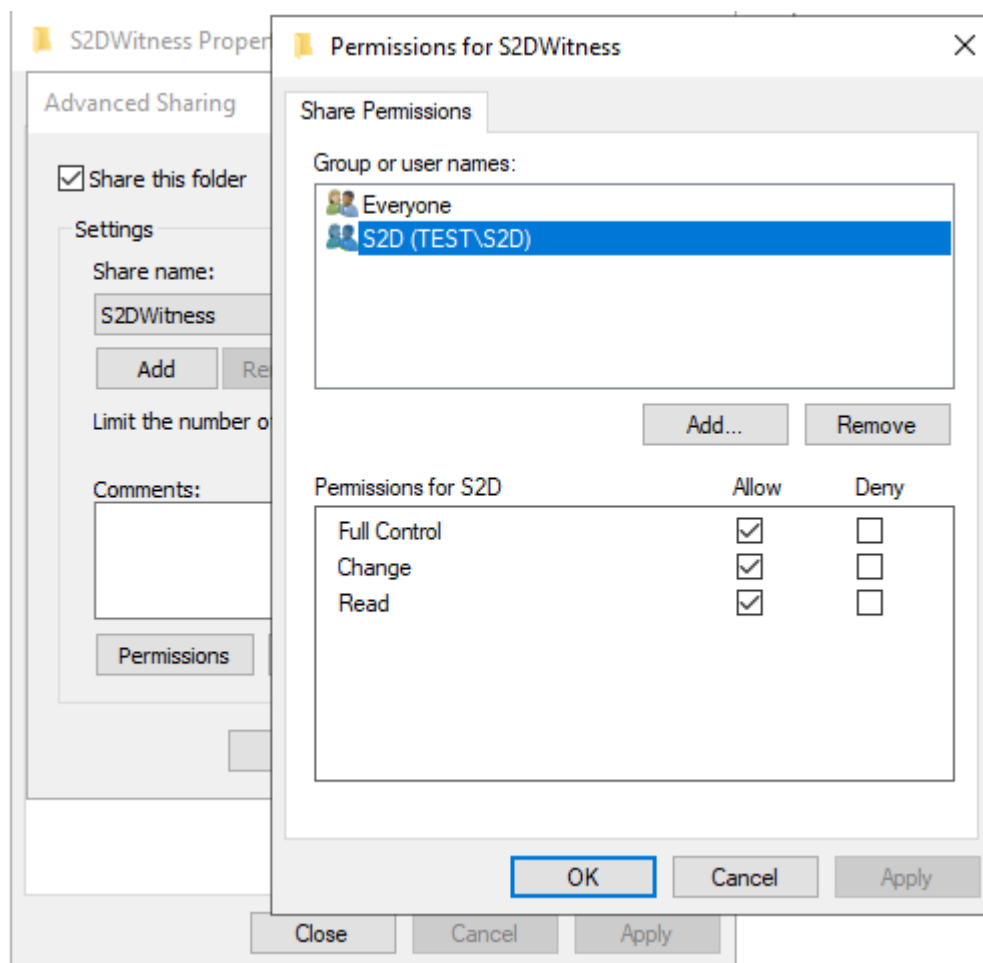 S2DWitness Propert
Permissions for S2DWitness
Advanced Sharing
Share Permissions
Share this folder
Group or user names:
Everyone
S2D (TEST\S2D)
Settings
Share name:
S2DWitness
Add
Limit the number of
Add...
Remove
Comments:
Permissions for S2D
Allow
Deny
Full Control
Change
Read
Permissions
OK
Cancel
Apply
Close
Cancel
Apply